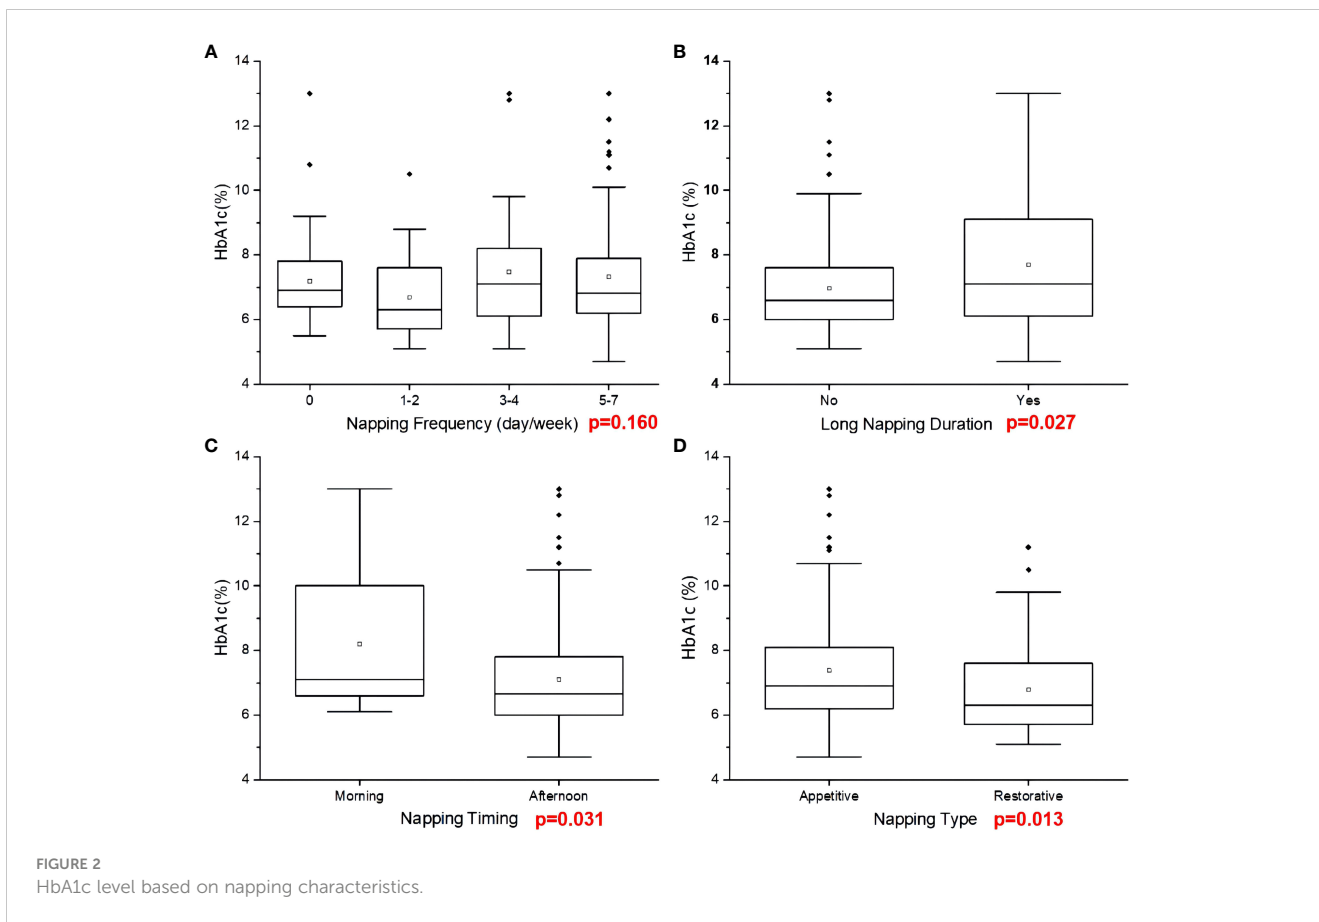 A
14
12
10
8
6
4
HbA1c(%)
0 1-2 3-4 5-7
Napping Frequency (day/week) p=0.160
B
14
12
10
8
6
4
HbA1c (%)
No Yes
Long Napping Duration p=0.027
C
14
12
10
8
6
4
HbA1c(%)
Morning Afternoon
Napping Timing p=0.031
D
14
12
10
8
6
4
HbA1c (%)
Appetitive Restorative
Napping Type p=0.013
FIGURE 2
HbA1c level based on napping characteristics.